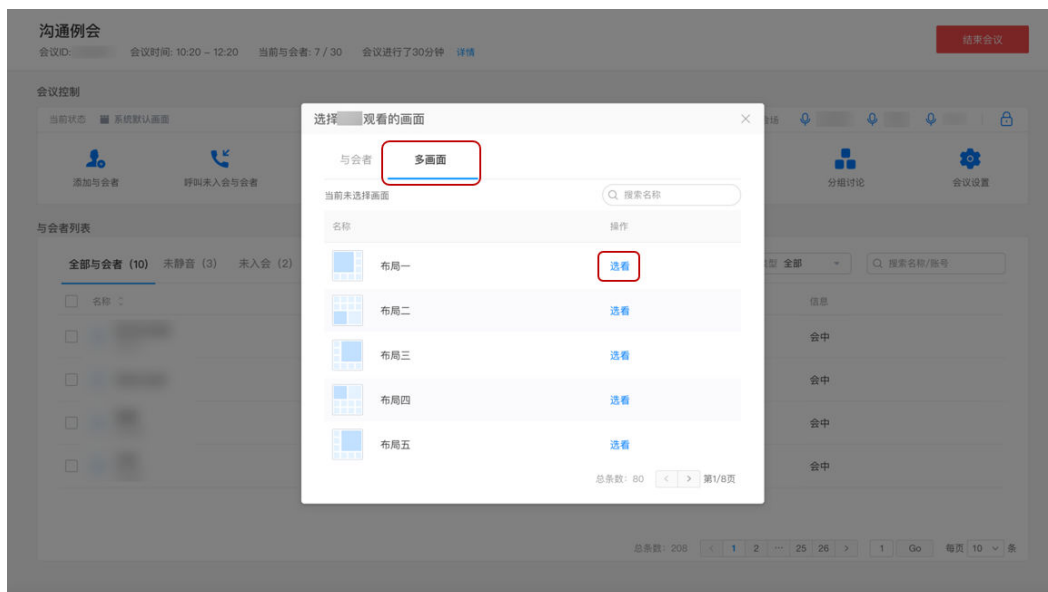 沟通例会
结束会议
会议ID: 会议时间: 10:20 – 12:20 当前与会者: 7 / 30 会议进行了30分钟 详情
会议控制
当前状态 系统默认画面
添加与会者 呼叫未入会与会者 分组讨论 会议设置
与会者列表
全部与会者 (10) 未静音 (3) 未入会 (2) 全部 搜索名称/账号
名称 信息
会中
会中
会中
会中
总条数: 208 1 2 ··· 25 26 1 Go 每页 10 条
选择 观看的画面
与会者 多画面
当前未选择画面 搜索名称
名称 操作
布局一 选看
布局二 选看
布局三 选看
布局四 选看
布局五 选看
总条数: 80 第1/8页